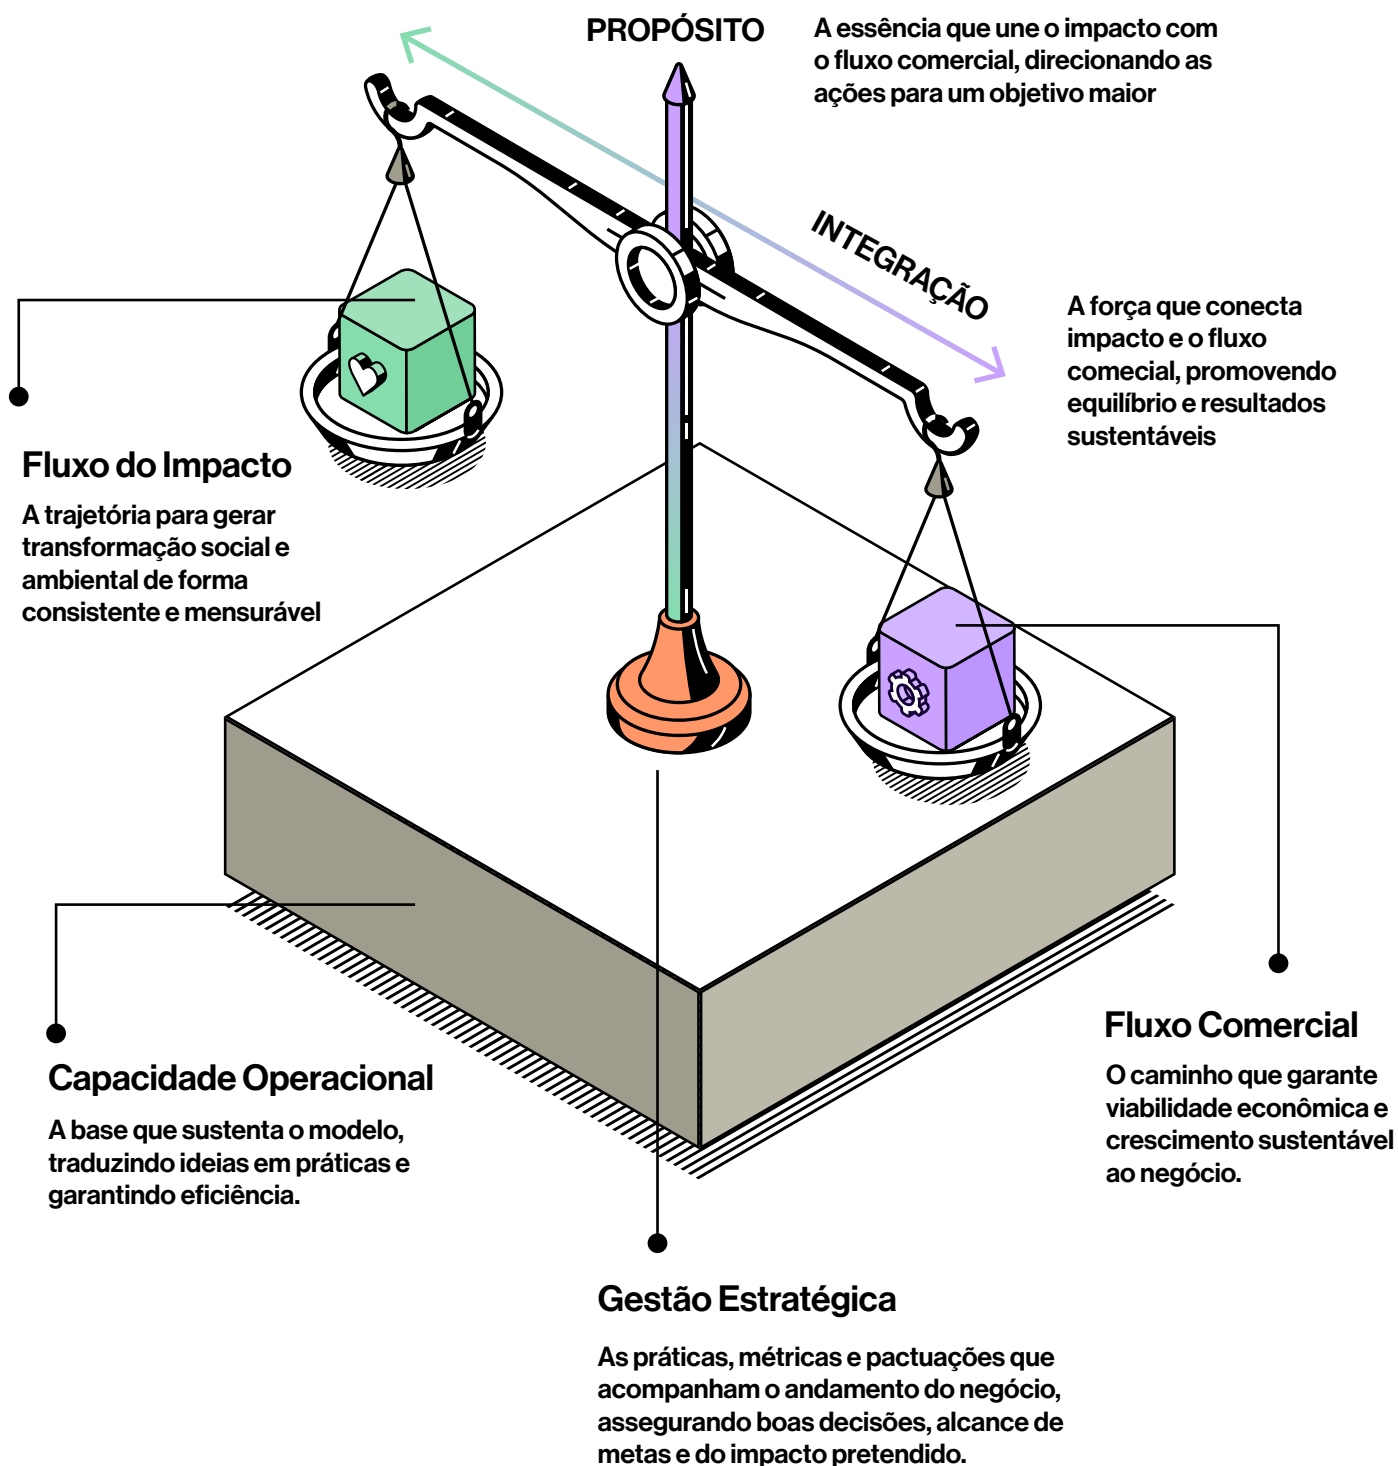 PROPÓSITO
A essência que une o impacto com
o fluxo comercial, direcionando as
ações para um objetivo maior
INTEGRAÇÃO
A força que conecta
impacto e o fluxo
comecial, promovendo
equilíbrio e resultados
sustentáveis
Fluxo do Impacto
A trajetória para gerar
transformação social e
ambiental de forma
consistente e mensurável
Fluxo Comercial
O caminho que garante
viabilidade econômica e
crescimento sustentável
ao negócio.
Capacidade Operacional
A base que sustenta o modelo,
traduzindo ideias em práticas e
garantindo eficiência.
Gestão Estratégica
As práticas, métricas e pactuações que
acompanham o andamento do negócio,
assegurando boas decisões, alcance de
metas e do impacto pretendido.